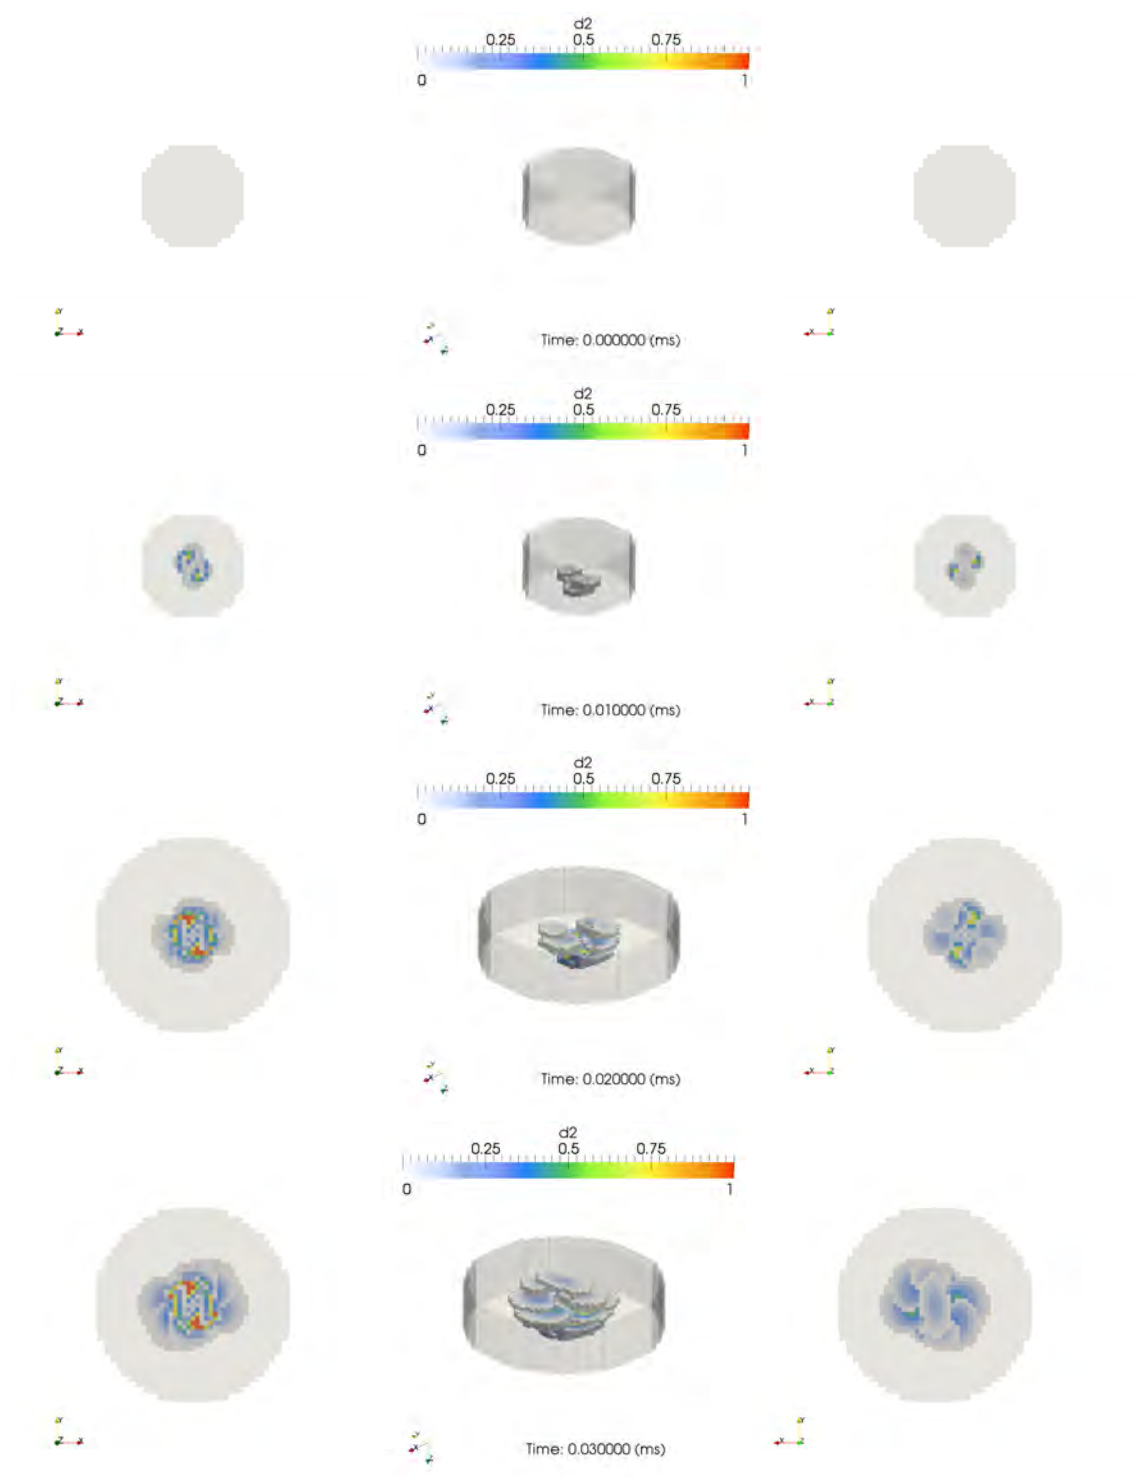 d2
0.25 0.5 0.75
0 1
Y
Z X
Y
X
Z
Y
X Z
Time: 0.000000 (ms)
d2
0.25 0.5 0.75
0 1
Y
Z X
Y
X
Z
Y
X Z
Time: 0.010000 (ms)
d2
0.25 0.5 0.75
0 1
Y
Z X
Y
X
Z
Y
X Z
Time: 0.020000 (ms)
d2
0.25 0.5 0.75
0 1
Y
Z X
Y
X
Z
Y
X Z
Time: 0.030000 (ms)